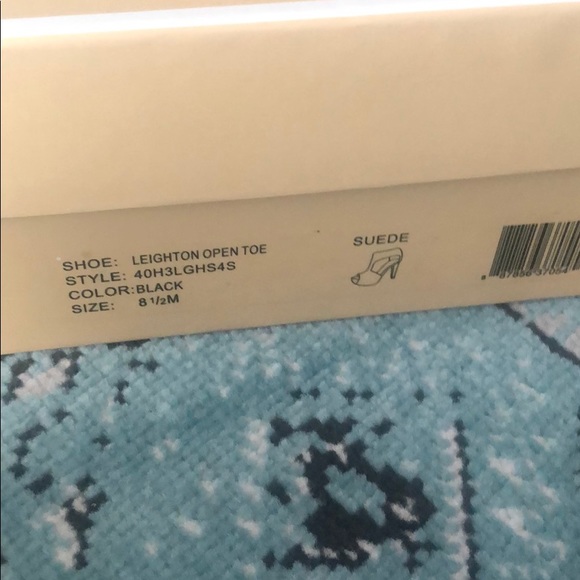 SHOE: LEIGHTON OPEN TOE
STYLE: 40H3LGHS4S
COLOR: BLACK
SIZE: 8 1/2M
SUEDE